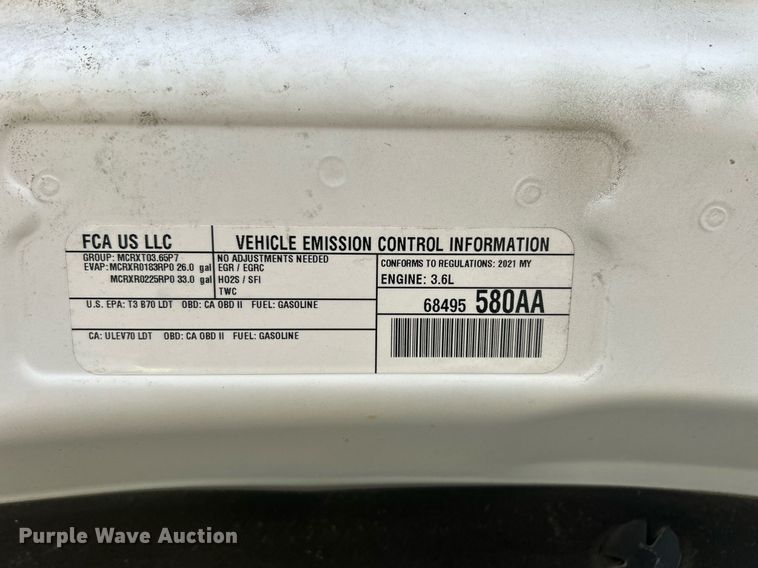 FCA US LLC
VEHICLE EMISSION CONTROL INFORMATION
GROUP: MCRXT03.65P7
EVAP: MCRXR0183RP0 26.0 gal
MCRXR0225RP0 33.0 gal
NO ADJUSTMENTS NEEDED
EGR / EGRC
HO2S / SFI
TWC
CONFORMS TO REGULATIONS: 2021 MY
ENGINE: 3.6L
U.S. EPA: T3 B70 LDT OBD: CA OBD II FUEL: GASOLINE
68495 580AA
CA: ULEV70 LDT OBD: CA OBD II FUEL: GASOLINE
Purple Wave Auction